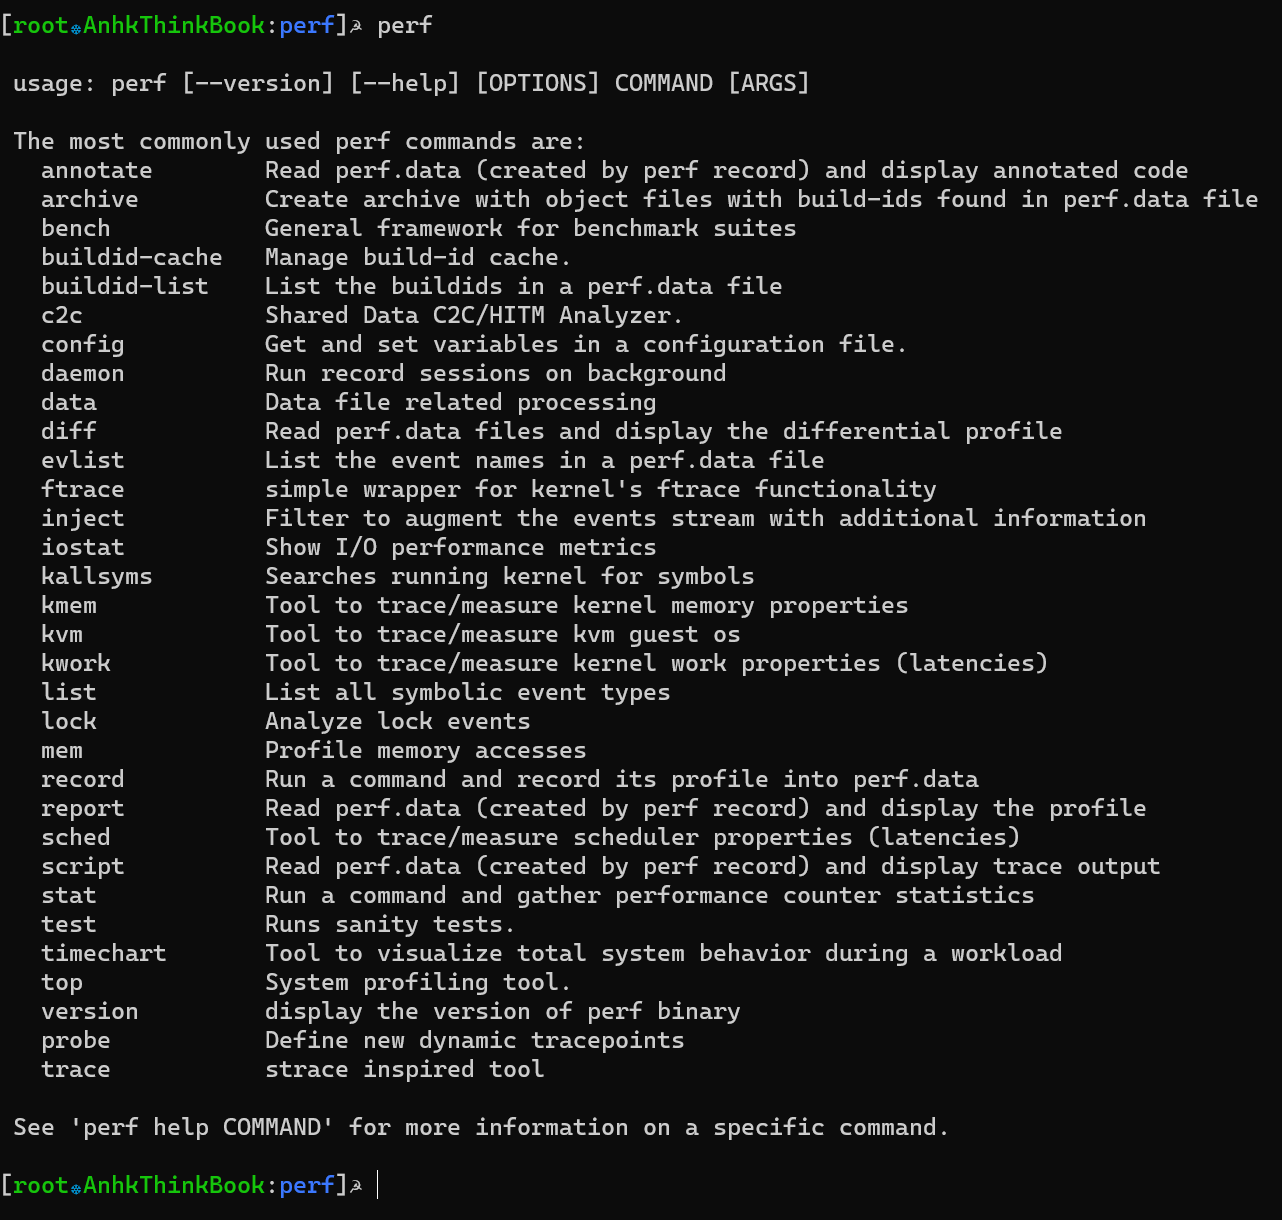 [root❄AnhkThinkBook:perf]☭ perf
usage: perf [--version] [--help] [OPTIONS] COMMAND [ARGS]
The most commonly used perf commands are:
annotate        Read perf.data (created by perf record) and display annotated code
archive         Create archive with object files with build-ids found in perf.data file
bench           General framework for benchmark suites
buildid-cache   Manage build-id cache.
buildid-list    List the buildids in a perf.data file
c2c             Shared Data C2C/HITM Analyzer.
config          Get and set variables in a configuration file.
daemon          Run record sessions on background
data            Data file related processing
diff            Read perf.data files and display the differential profile
evlist          List the event names in a perf.data file
ftrace          simple wrapper for kernel's ftrace functionality
inject          Filter to augment the events stream with additional information
iostat          Show I/O performance metrics
kallsyms        Searches running kernel for symbols
kmem            Tool to trace/measure kernel memory properties
kvm             Tool to trace/measure kvm guest os
kwork           Tool to trace/measure kernel work properties (latencies)
list            List all symbolic event types
lock            Analyze lock events
mem             Profile memory accesses
record          Run a command and record its profile into perf.data
report          Read perf.data (created by perf record) and display the profile
sched           Tool to trace/measure scheduler properties (latencies)
script          Read perf.data (created by perf record) and display trace output
stat            Run a command and gather performance counter statistics
test            Runs sanity tests.
timechart       Tool to visualize total system behavior during a workload
top             System profiling tool.
version         display the version of perf binary
probe           Define new dynamic tracepoints
trace           strace inspired tool
See 'perf help COMMAND' for more information on a specific command.
[root❄AnhkThinkBook:perf]☭